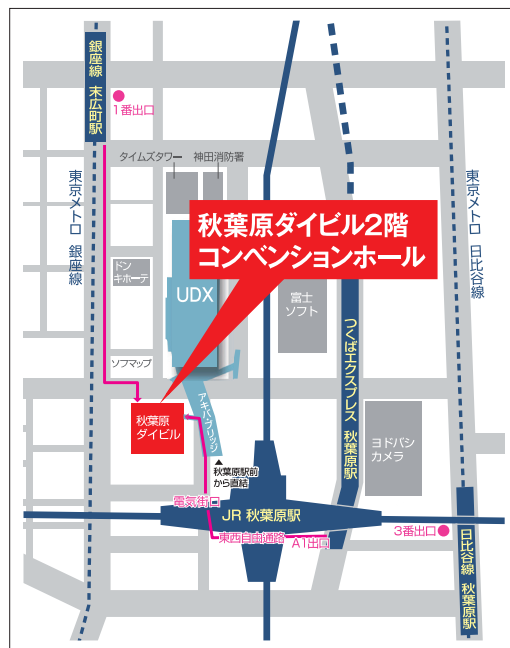 銀座線 末広町駅
1番出口
タイムズタワー
神田消防署
東京メトロ 銀座線
東京メトロ 日比谷線
秋葉原ダイビル2階
コンベンションホール
ドン
キホーテ
UDX
富士
ソフト
つくばエクスプレス 秋葉原駅
ソフマップ
アキバ・ブリッジ
秋葉原
ダイビル
ヨドバシ
カメラ
▲
秋葉原駅前
から直結
電気街口
JR 秋葉原駅
東西自由通路
A1出口
3番出口
日比谷線 秋葉原駅